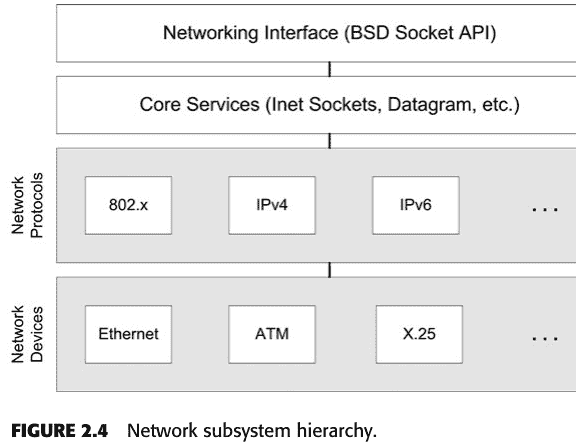 Networking Interface (BSD Socket API)
Core Services (Inet Sockets, Datagram, etc.)
Network
Protocols
802.x
IPv4
IPv6
...
Network
Devices
Ethernet
ATM
X.25
...
FIGURE 2.4 Network subsystem hierarchy.